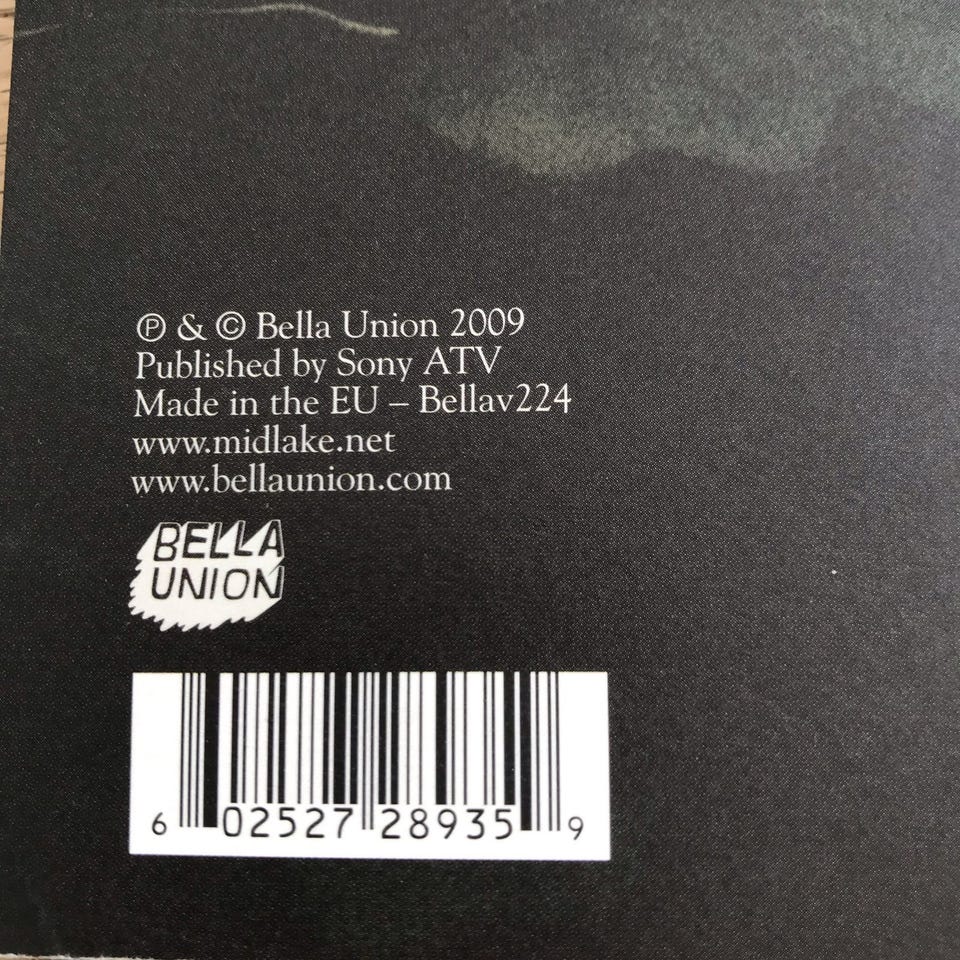 ℗ & © Bella Union 2009
Published by Sony ATV
Made in the EU – Bellav224
www.midlake.net
www.bellaunion.com
BELLA
UNION
6 02527 28935 9